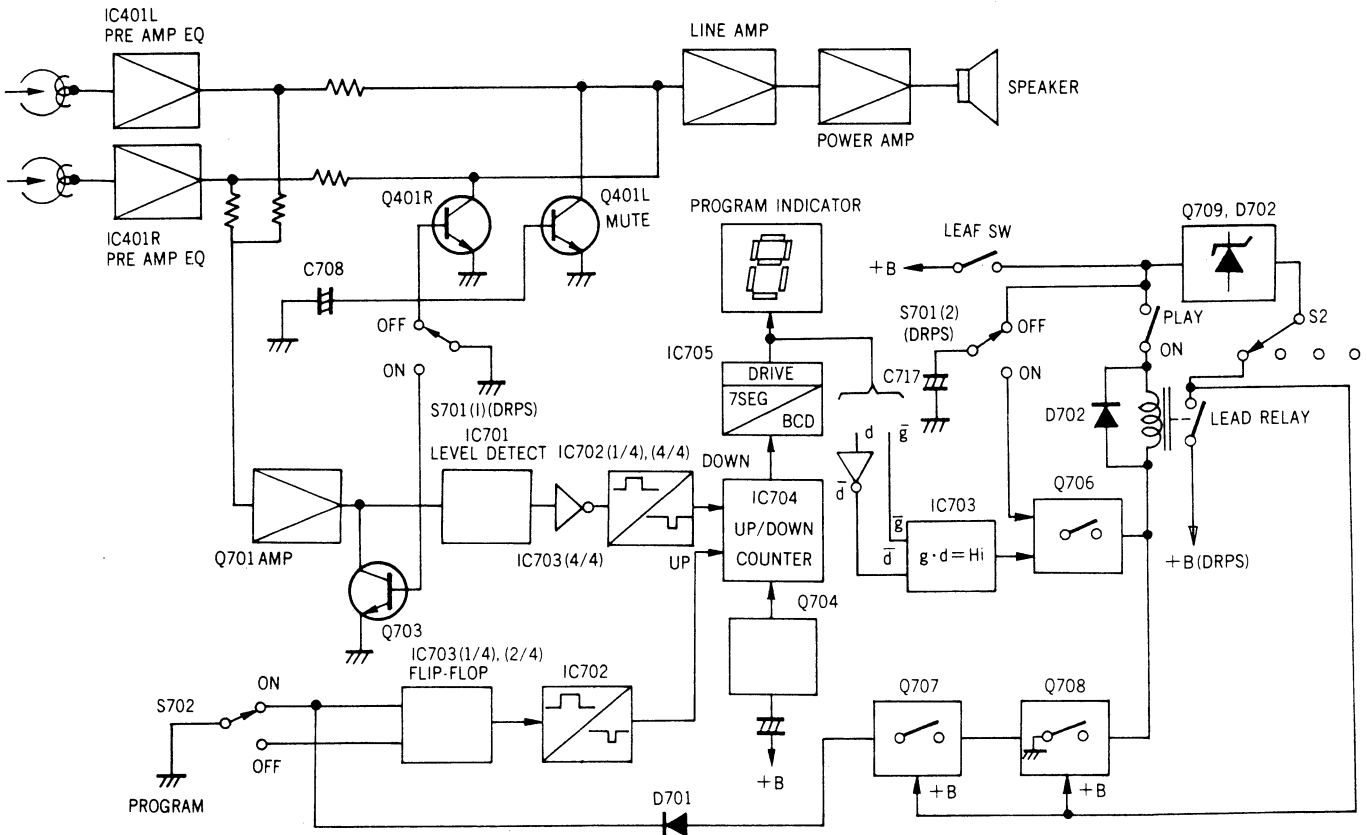 IC401L
PRE AMP EQ
LINE AMP
SPEAKER
POWER AMP
IC401R
PRE AMP EQ
Q401R
Q401L
MUTE
C708
OFF
ON
S701(1)(DRPS)
PROGRAM INDICATOR
LEAF SW
+B
Q709, D702
S701(2)
(DRPS)
OFF
ON
C717
PLAY
ON
S2
D702
LEAD RELAY
+B(DRPS)
IC705
DRIVE
7SEG
BCD
d
g̅
d̅
g̅
d̅
IC703
g·d=Hi
Q706
IC701
LEVEL DETECT
IC702(1/4),(4/4)
DOWN
IC704
UP/DOWN
COUNTER
UP
IC703(4/4)
Q701 AMP
Q703
Q704
+B
IC703(1/4),(2/4)
FLIP-FLOP
IC702
S702
ON
OFF
PROGRAM
D701
Q707
Q708
+B
+B